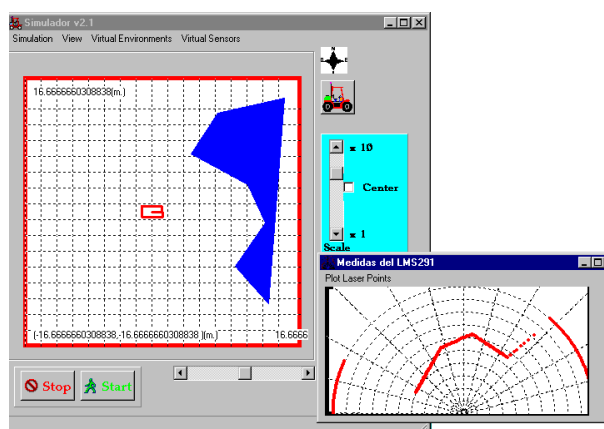 Simulador v2.1
Simulation View Virtual Environments Virtual Sensors
16.6666660308838(m.)
x 10
Center
x 1
Scale
(-16.6666660308838,-16.6666660308838,)(m.)
16.6666
Medidas del LMS291
Plot Laser Points
Stop
Start